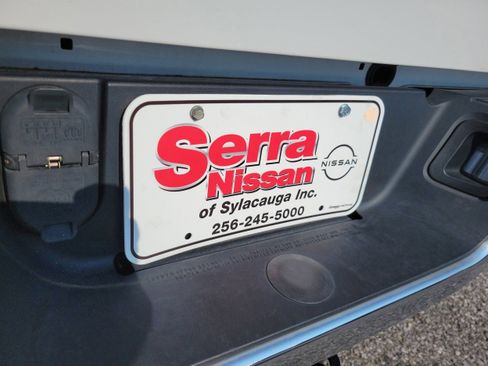 Serra
Nissan
NISSAN
of Sylacauga Inc.
256-245-5000